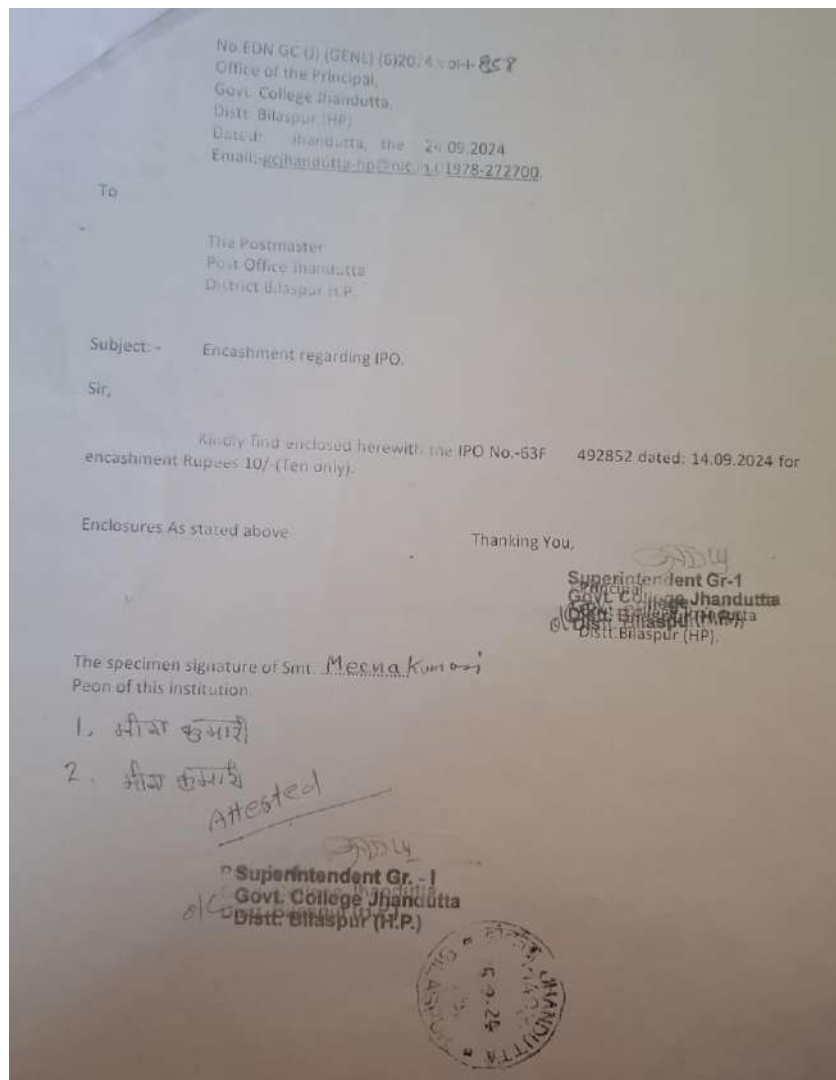 No.EDN GC (J) (GENL) (6)2024 vol-I- 858
Office of the Principal,
Govt. College Jhandutta,
Distt. Bilaspur (HP)
Dated: Jhandutta, the 24.09.2024
Email:-gcjhandutta-hp@nic.in 1978-272700.
To
The Postmaster
Post Office Jhandutta
District Bilaspur H.P.
Subject: - Encashment regarding IPO.
Sir,
Kindly find enclosed herewith the IPO No.-63F 492852 dated: 14.09.2024 for
encashment Rupees 10/-(Ten only).
Enclosures As stated above
Thanking You,
Superintendent Gr-1
Principal
Govt. College Jhandutta
Distt. Bilaspur (H.P.)
Distt.Bilaspur (HP).
The specimen signature of Smt. Meena Kumari
Peon of this institution.
1. मीना कुमारी
2. मीना कुमारी
Attested
Superintendent Gr. - I
Govt. College Jhandutta
Distt. Bilaspur (H.P.)
JHANDUTTA